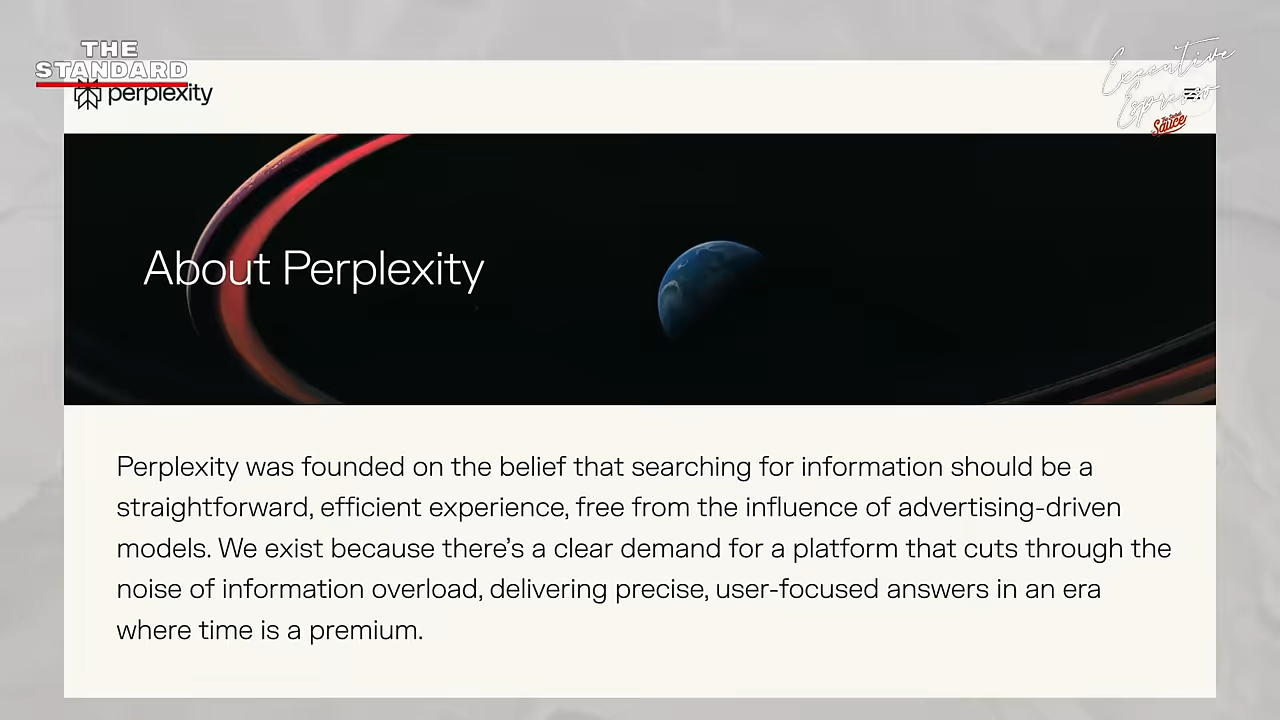 THE
STANDARD
perplexity
Executive
Espresso
The Secret
Sauce
About Perplexity
Perplexity was founded on the belief that searching for information should be a
straightforward, efficient experience, free from the influence of advertising-driven
models. We exist because there’s a clear demand for a platform that cuts through the
noise of information overload, delivering precise, user-focused answers in an era
where time is a premium.